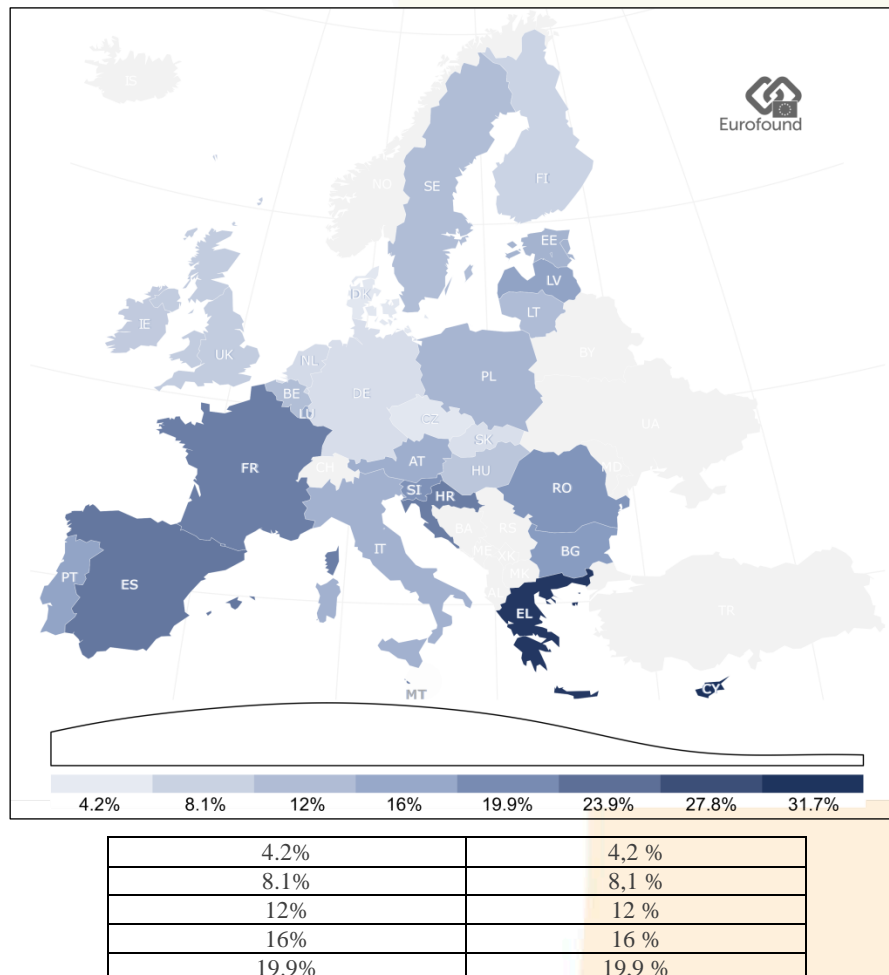 IS
Eurofound
NO
SE
FI
EE
LV
LT
DK
IE
UK
NL
BE
LU
DE
PL
BY
UA
CZ
SK
FR
CH
AT
HU
MD
SI
HR
RO
BA
RS
ME
XK
BG
MK
AL
IT
PT
ES
EL
TR
CY
MT
4.2% 8.1% 12% 16% 19.9% 23.9% 27.8% 31.7%
4.2% 4,2 %
8.1% 8,1 %
12% 12 %
16% 16 %
19.9% 19,9 %